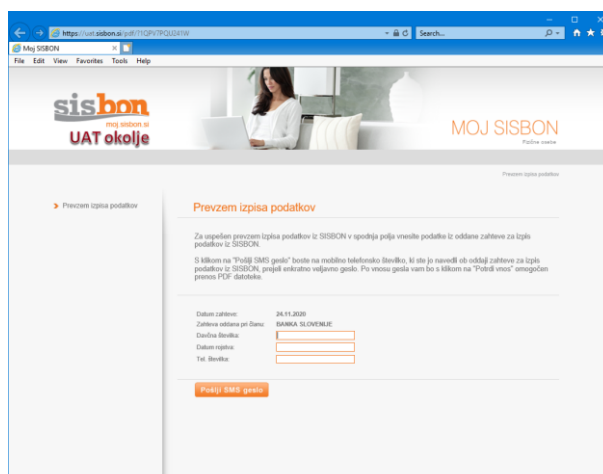 https://uat.sisbon.si/pdf/11QPV7PQU241W
Search...
Moj SISBON
File Edit View Favorites Tools Help
sisbon
moj.sisbon.si
UAT okolje
MOJ SISBON
Fizične osebe
Prevzem izpisa podatkov
Prevzem izpisa podatkov
Prevzem izpisa podatkov
Za uspešen prevzem izpisa podatkov iz SISBON v spodnja polja vnesite podatke iz oddane zahteve za izpis
podatkov iz SISBON.
S klikom na "Pošlji SMS geslo" boste na mobilno telefonsko številko, ki ste jo navedli ob oddaji zahteve za izpis
podatkov iz SISBON, prejeli enkratno veljavno geslo. Po vnosu gesla vam bo s klikom na "Potrdi vnos" omogočen
prenos PDF datoteke.
Datum zahteve: 24.11.2020
Zahteva oddana pri članu: BANKA SLOVENIJE
Davčna številka:
Datum rojstva:
Tel. številka:
Pošlji SMS geslo